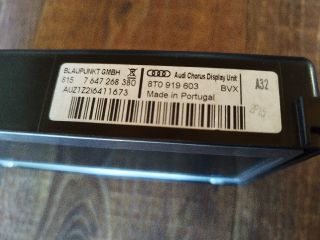 BLAUPUNKT GMBH
815 7 647 268 380
AUZ1Z2I6411673
Audi Chorus Display Unit
8T0 919 603 BVX
Made in Portugal
A32